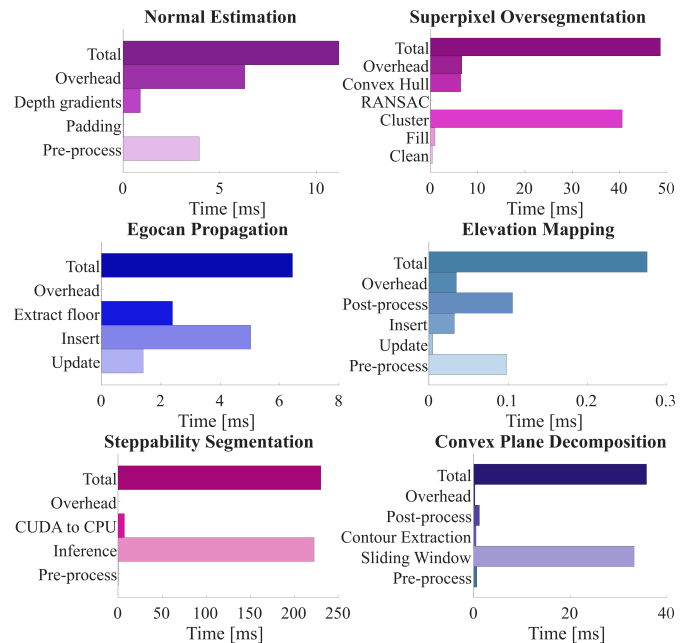 Normal Estimation
Total
Overhead
Depth gradients
Padding
Pre-process
0 5 10
Time [ms]
Superpixel Oversegmentation
Total
Overhead
Convex Hull
RANSAC
Cluster
Fill
Clean
0 10 20 30 40 50
Time [ms]
Egocan Propagation
Total
Overhead
Extract floor
Insert
Update
0 2 4 6 8
Time [ms]
Elevation Mapping
Total
Overhead
Post-process
Insert
Update
Pre-process
0 0.1 0.2 0.3
Time [ms]
Steppability Segmentation
Total
Overhead
CUDA to CPU
Inference
Pre-process
0 50 100 150 200 250
Time [ms]
Convex Plane Decomposition
Total
Overhead
Post-process
Contour Extraction
Sliding Window
Pre-process
0 20 40
Time [ms]